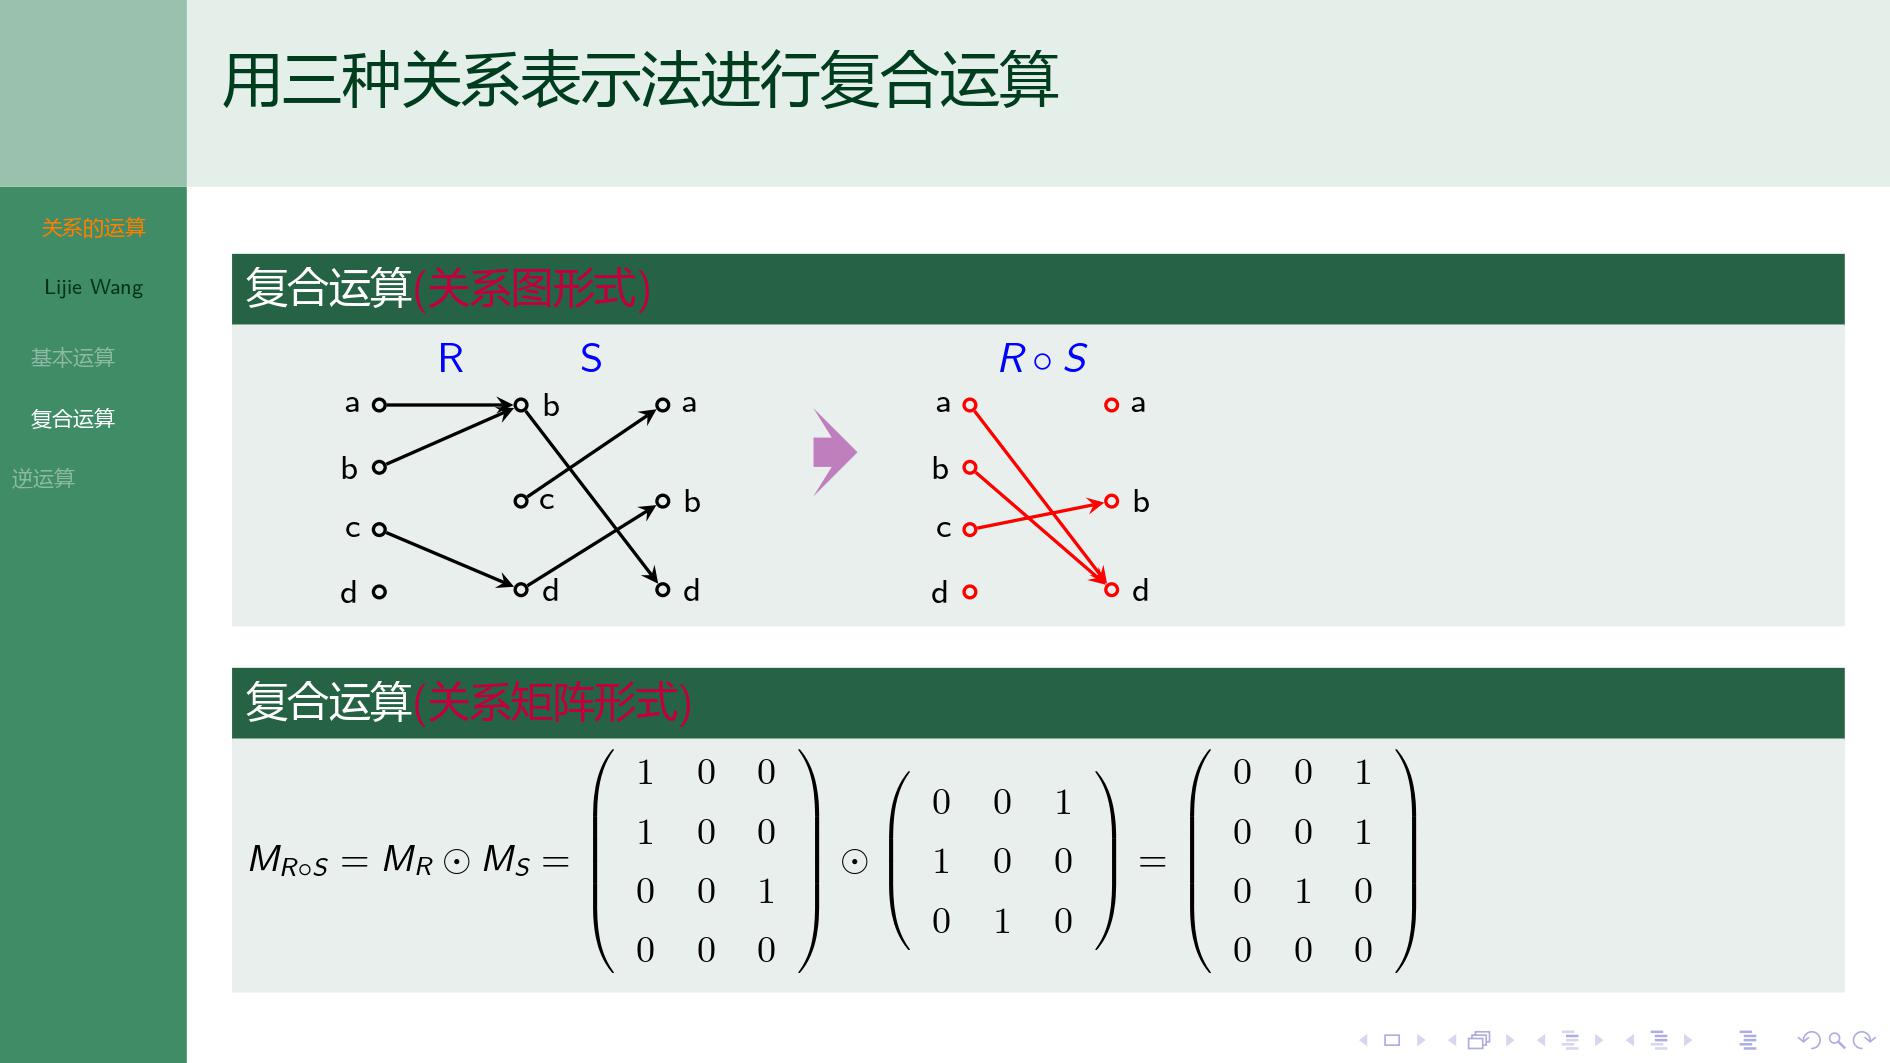 用三种关系表示法进行复合运算
关系的运算
Lijie Wang
基本运算
复合运算
逆运算
复合运算(关系图形式)
R S R ∘ S
a b a a a
b
c b b b
c c
d d d d d
复合运算(关系矩阵形式)
M_{R∘S} = M_R ⊙ M_S = \begin{pmatrix} 1 & 0 & 0 \\ 1 & 0 & 0 \\ 0 & 0 & 1 \\ 0 & 0 & 0 \end{pmatrix} ⊙ \begin{pmatrix} 0 & 0 & 1 \\ 1 & 0 & 0 \\ 0 & 1 & 0 \end{pmatrix} = \begin{pmatrix} 0 & 0 & 1 \\ 0 & 0 & 1 \\ 0 & 1 & 0 \\ 0 & 0 & 0 \end{pmatrix}